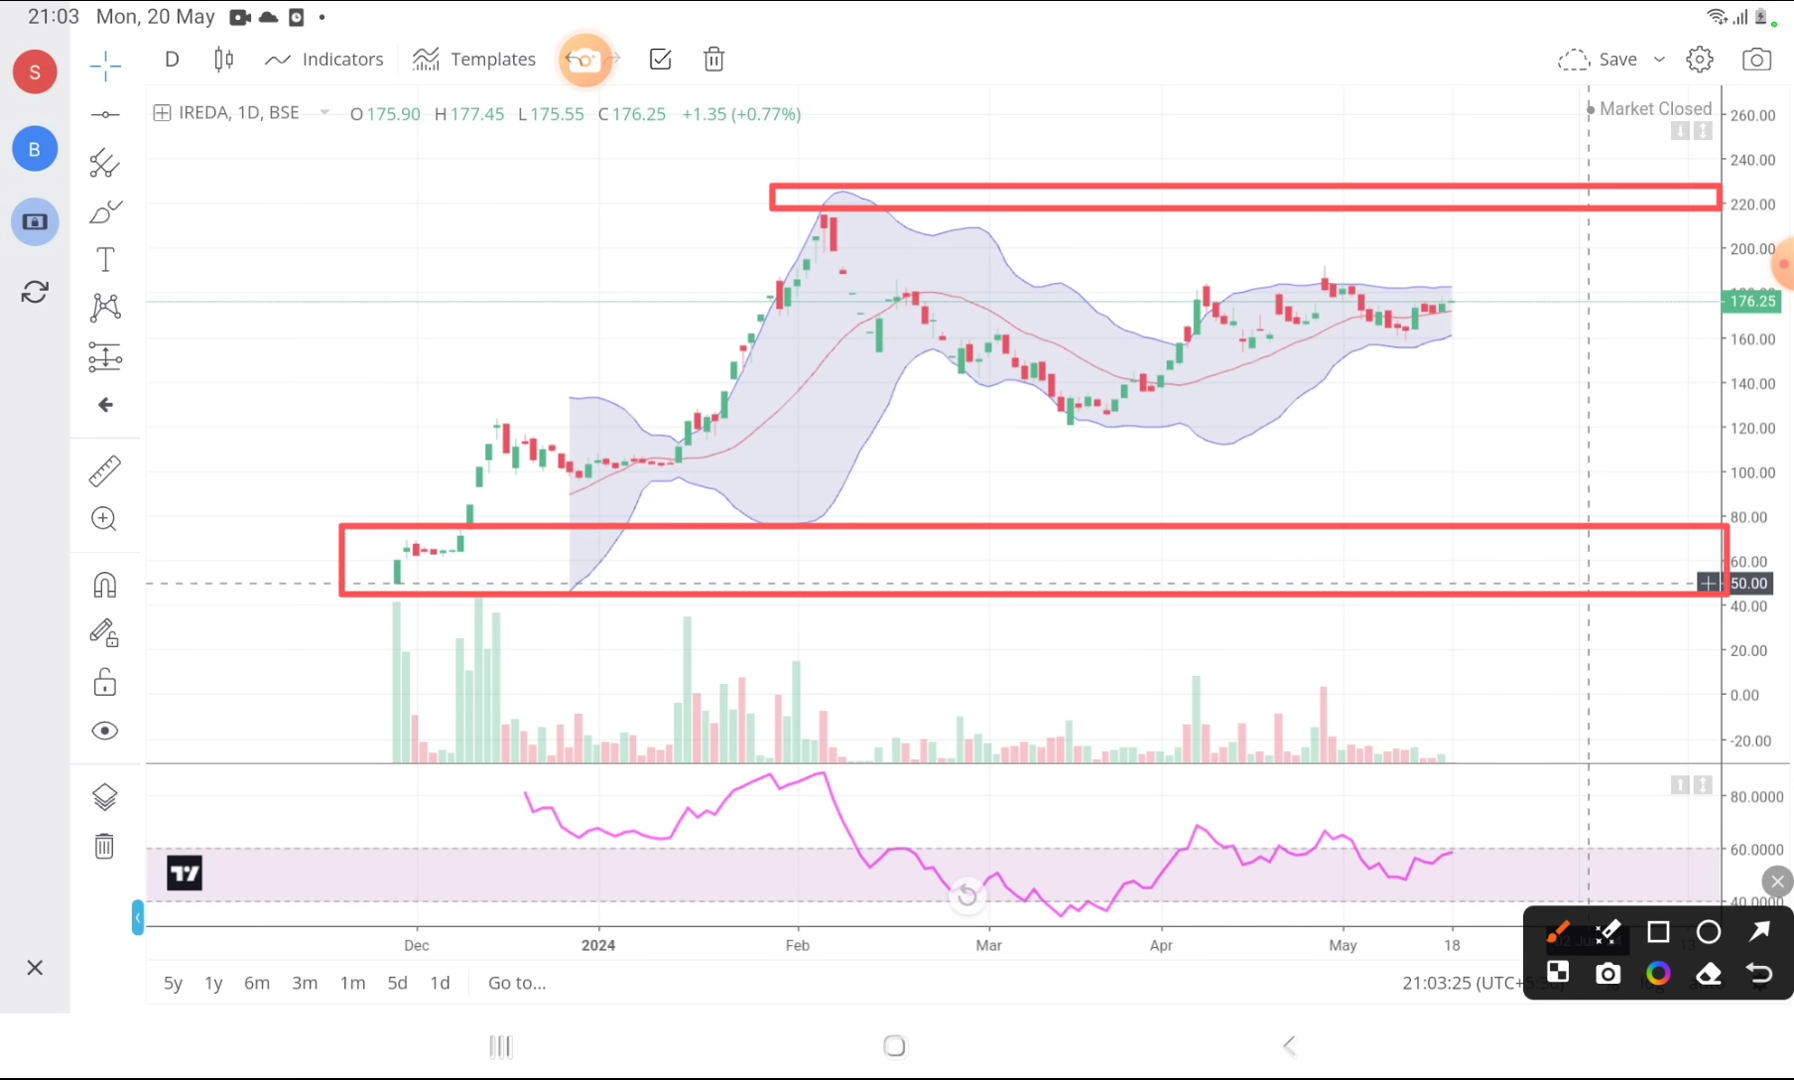 21:03 Mon, 20 May
S
B
D Indicators Templates Save
IREDA, 1D, BSE O175.90 H177.45 L175.55 C176.25 +1.35 (+0.77%)
Market Closed
260.00
240.00
220.00
200.00
176.25
160.00
140.00
120.00
100.00
80.00
60.00
50.00
40.00
20.00
0.00
-20.00
80.0000
60.0000
40.0000
Dec 2024 Feb Mar Apr May 18
5y 1y 6m 3m 1m 5d 1d Go to... 21:03:25 (UTC+5:30)